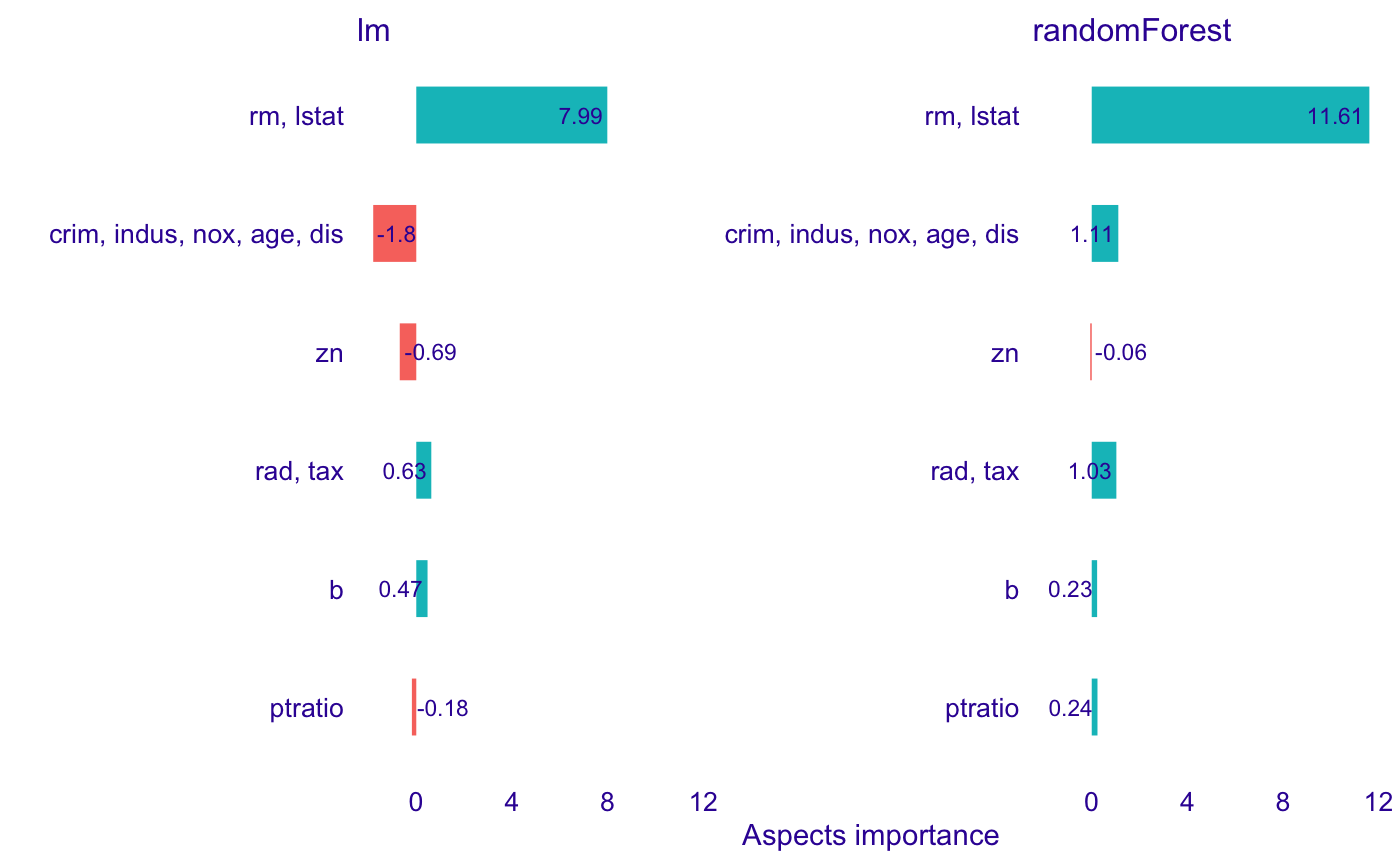 lm
rm, lstat 7.99
crim, indus, nox, age, dis -1.8
zn -0.69
rad, tax 0.63
b 0.47
ptratio -0.18
0 4 8 12
randomForest
rm, lstat 11.61
crim, indus, nox, age, dis 1.11
zn -0.06
rad, tax 1.03
b 0.23
ptratio 0.24
0 4 8 12
Aspects importance